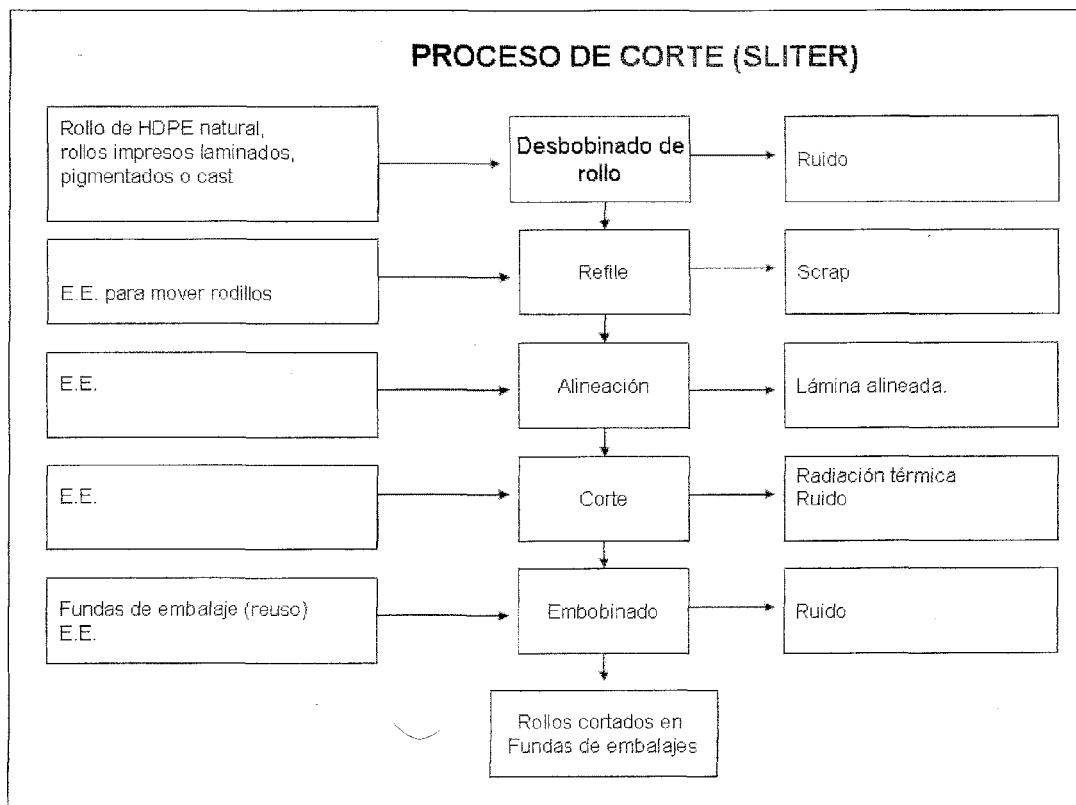 PROCESO DE CORTE (SLITER)
Rollo de HDPE natural,
rollos impresos laminados,
pigmentados o cast
Desbobinado de
rollo
Ruido
E.E. para mover rodillos
Refile
Scrap
E.E.
Alineación
Lámina alineada.
E.E.
Corte
Radiación térmica
Ruido
Fundas de embalaje (reuso)
E.E.
Embobinado
Ruido
Rollos cortados en
Fundas de embalajes